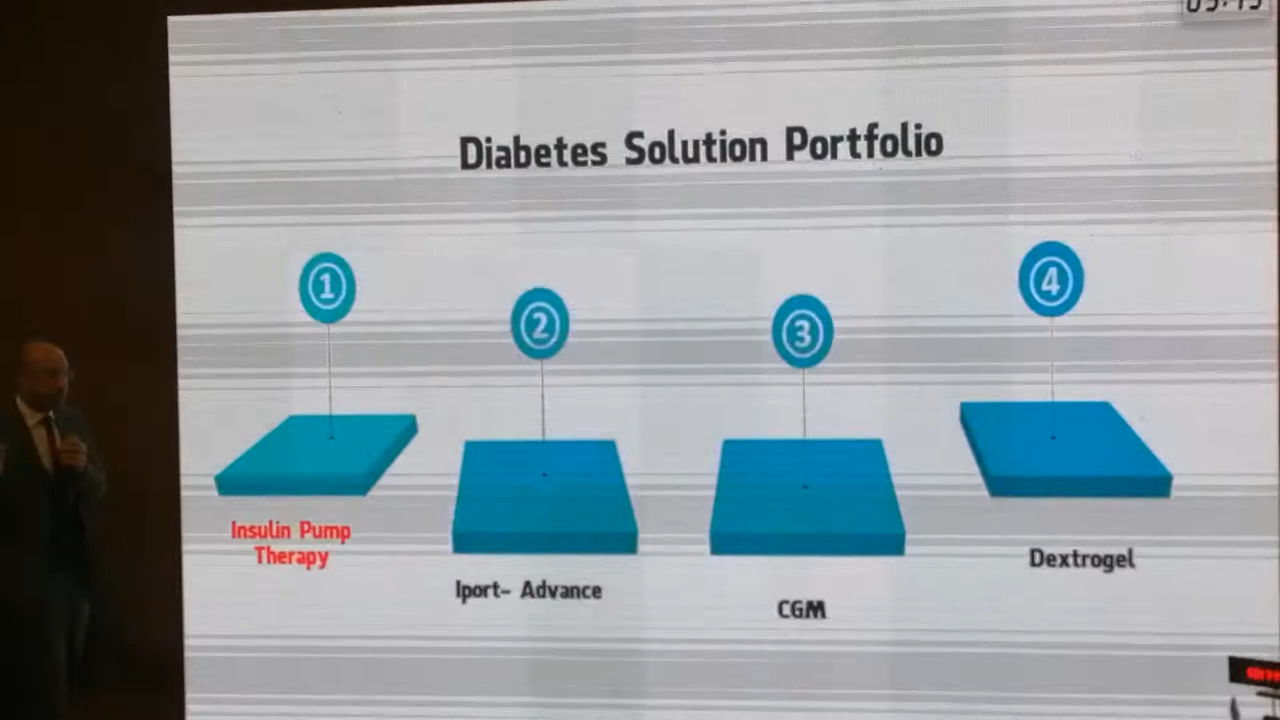 Diabetes Solution Portfolio
1
2
3
4
Insulin Pump
Therapy
Iport- Advance
CGM
Dextrogel